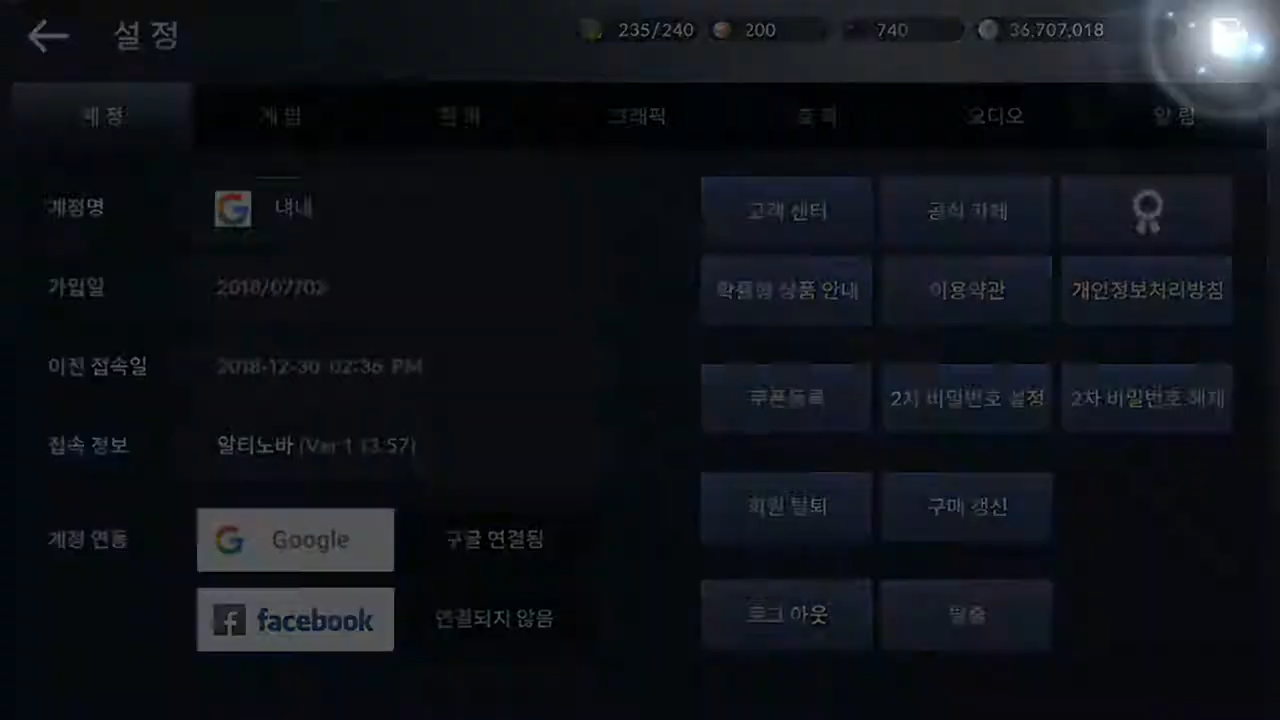 설정
235/240 200 740 36,707,018
계정 게임 그래픽 오디오 알림
계정명 냐내
고객 센터 공식 카페
가입일 2018/07/02
확률형 상품 안내 이용약관 개인정보처리방침
이전 접속일 2018-12-30 02:36 PM
쿠폰등록 2차 비밀번호 설정 2차 비밀번호 해제
접속 정보 알티노바 (Ver.1.13.57)
회원 탈퇴 구매 갱신
계정 연동 Google 구글 연결됨
facebook 연결되지 않음
로그 아웃 탈출